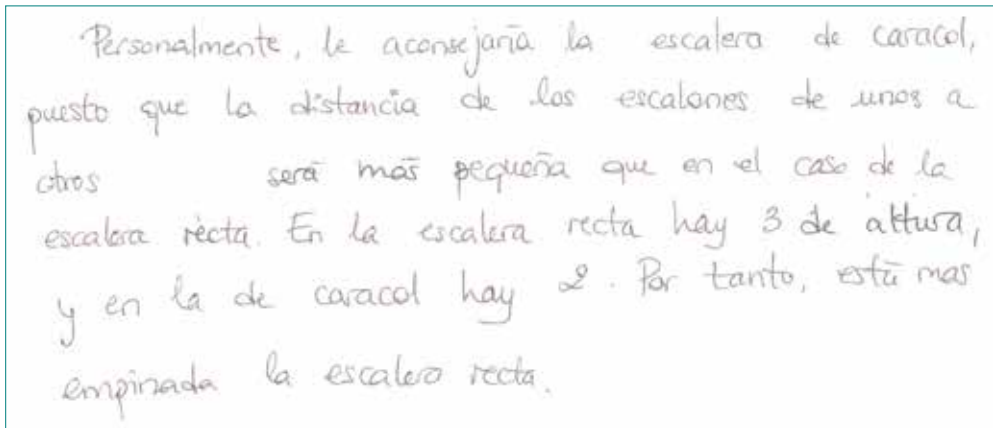 Personalmente, le aconsejaría la escalera de caracol,
puesto que la distancia de los escalones de unos a
otros será más pequeña que en el caso de la
escalera recta. En la escalera recta hay 3 de altura,
y en la de caracol hay 2. Por tanto, está mas
empinada la escalera recta.